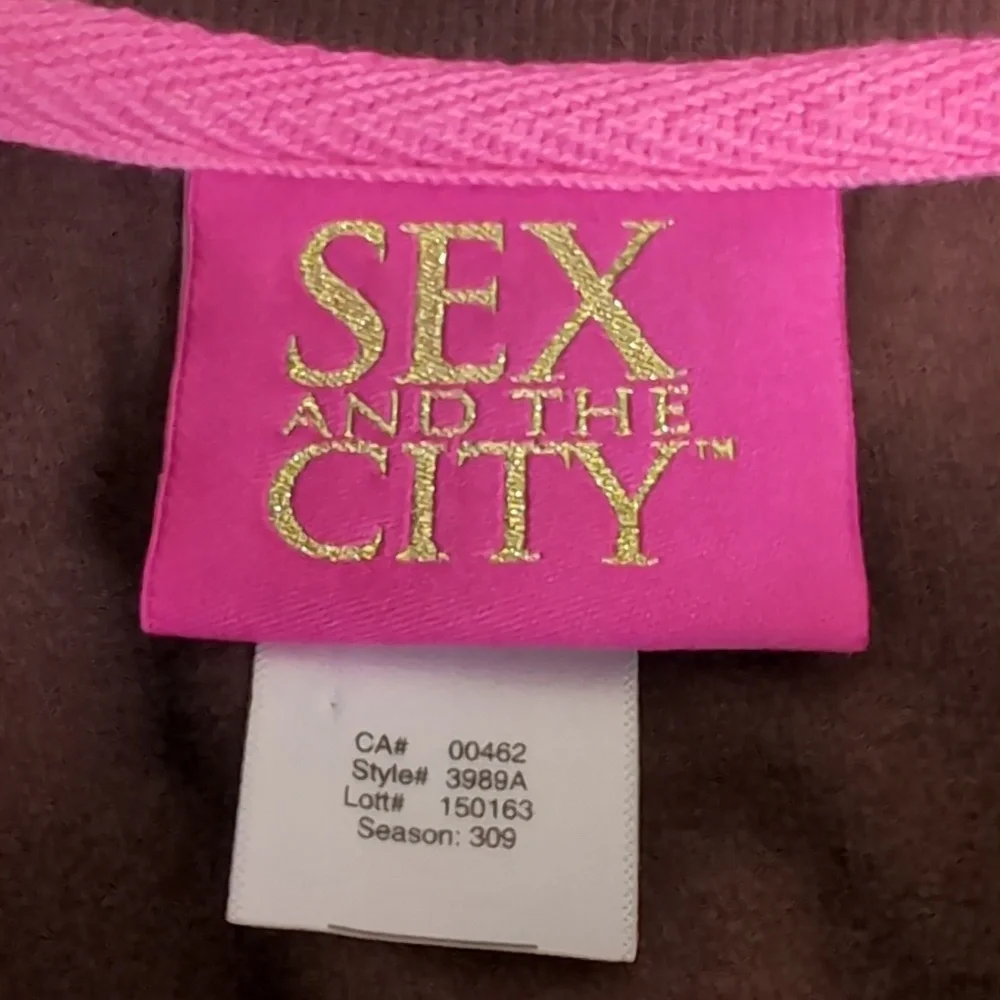 SEX
AND THE
CITY™
CA# 00462
Style# 3989A
Lott# 150163
Season: 309